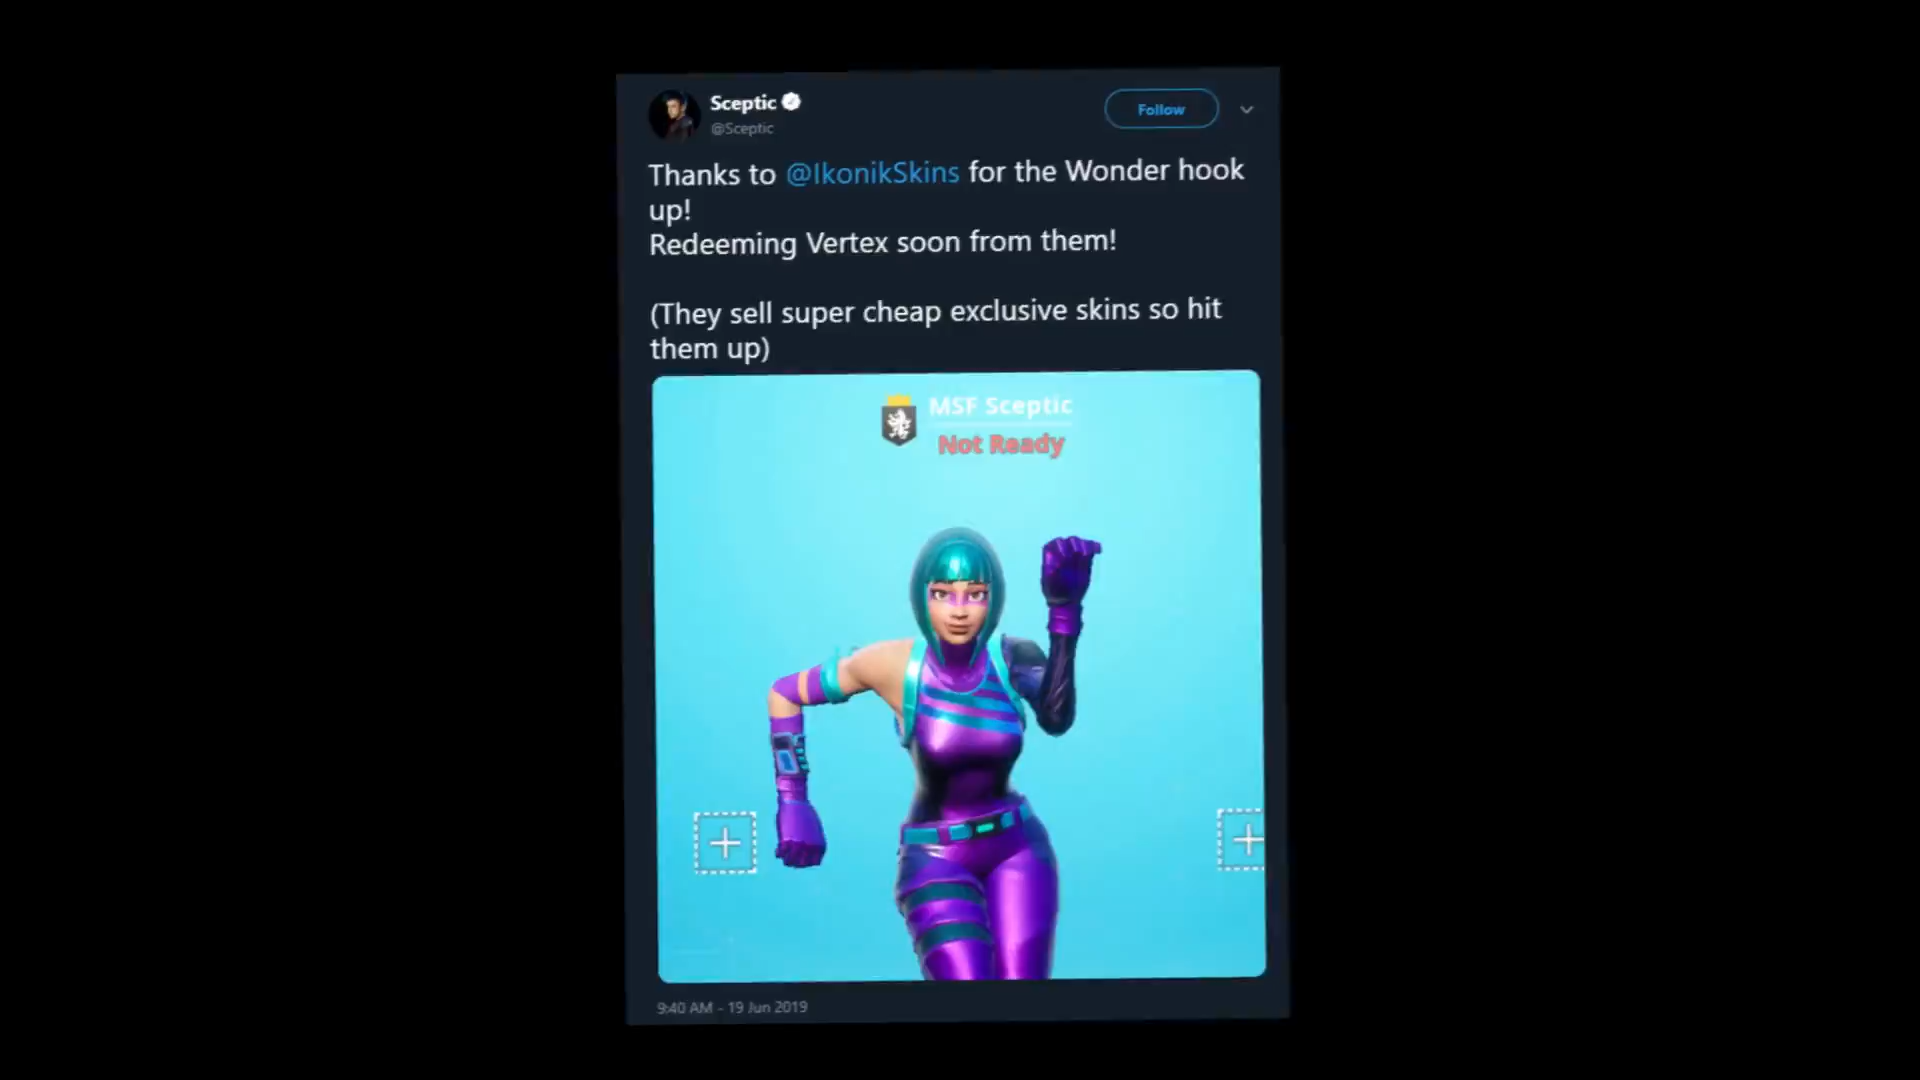 Sceptic
@Sceptic
Follow
Thanks to @IkonikSkins for the Wonder hook
up!
Redeeming Vertex soon from them!
(They sell super cheap exclusive skins so hit
them up)
MSF Sceptic
Not Ready
9:40 AM - 19 Jun 2019